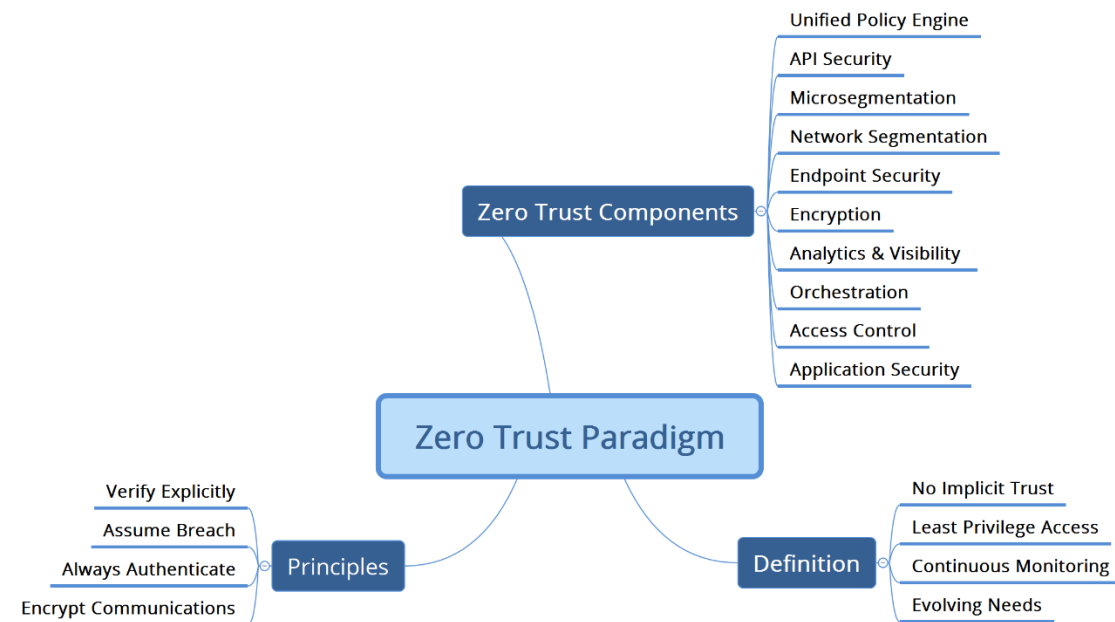 Unified Policy Engine
API Security
Microsegmentation
Network Segmentation
Endpoint Security
Zero Trust Components
Encryption
Analytics & Visibility
Orchestration
Access Control
Application Security
Zero Trust Paradigm
Verify Explicitly
Assume Breach
Always Authenticate
Encrypt Communications
Principles
Definition
No Implicit Trust
Least Privilege Access
Continuous Monitoring
Evolving Needs